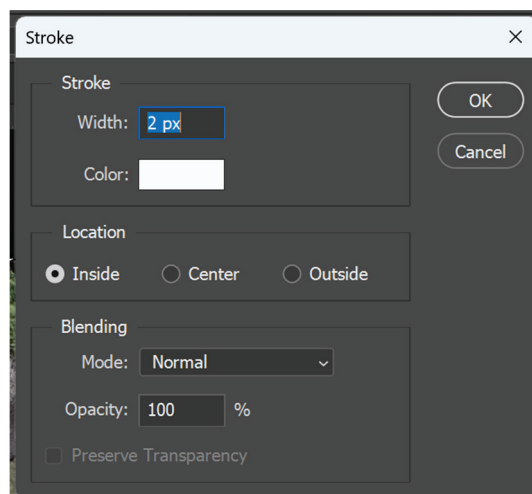 Stroke
Stroke
Width: 2 px
OK
Color:
Cancel
Location
Inside Center Outside
Blending
Mode: Normal
Opacity: 100 %
Preserve Transparency